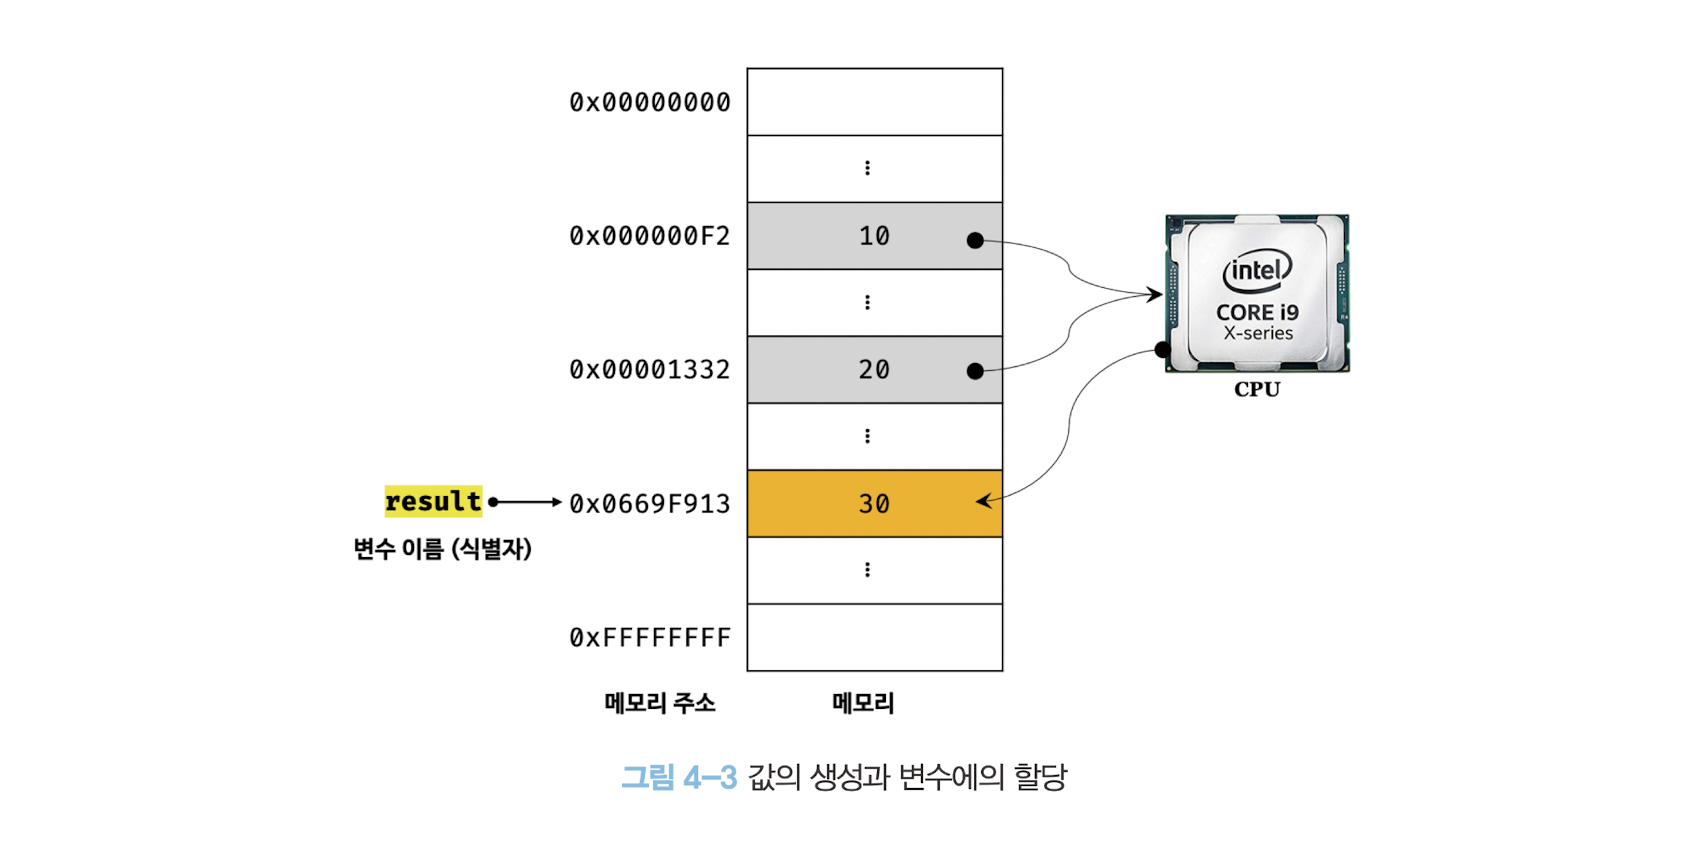 0x00000000
⋮
0x000000F2 10
⋮
0x00001332 20
⋮
result 0x0669F913 30
변수 이름 (식별자)
⋮
0xFFFFFFFF
메모리 주소 메모리
intel
CORE i9
X-series
CPU
그림 4–3 값의 생성과 변수에의 할당